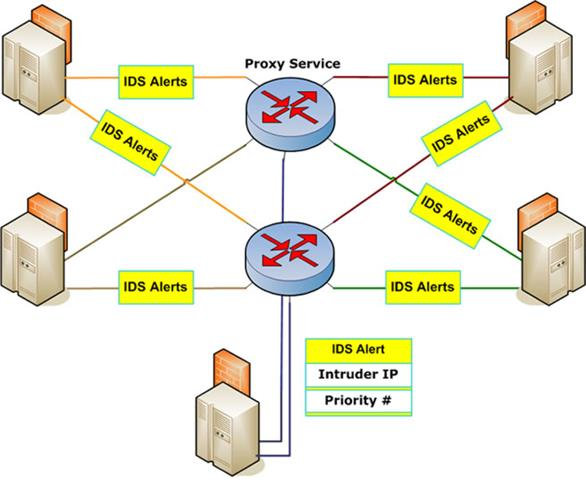 Proxy Service
IDS Alerts
IDS Alerts
IDS Alerts
IDS Alerts
IDS Alerts
IDS Alerts
IDS Alerts
IDS Alert
Intruder IP
Priority #